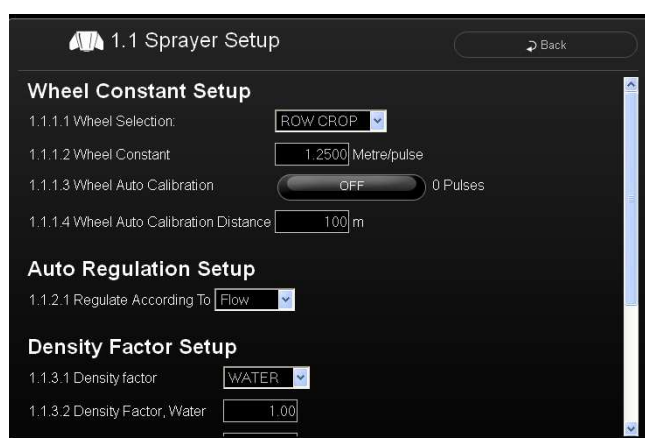 1.1 Sprayer Setup Back
Wheel Constant Setup
1.1.1.1 Wheel Selection: ROW CROP
1.1.1.2 Wheel Constant 1.2500 Metre/pulse
1.1.1.3 Wheel Auto Calibration OFF 0 Pulses
1.1.1.4 Wheel Auto Calibration Distance 100 m
Auto Regulation Setup
1.1.2.1 Regulate According To Flow
Density Factor Setup
1.1.3.1 Density factor WATER
1.1.3.2 Density Factor, Water 1.00